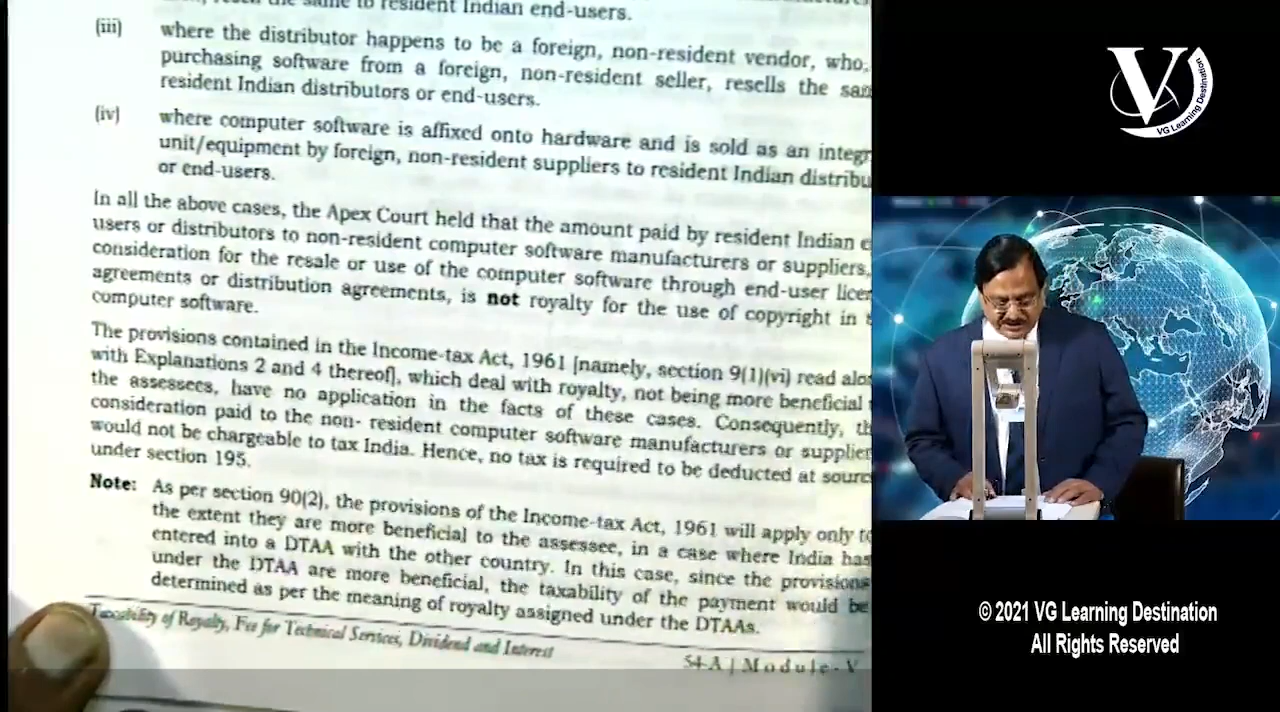 the same to resident Indian end-users.
(iii) where the distributor happens to be a foreign, non-resident vendor, who,
purchasing software from a foreign, non-resident seller, resells the sam
resident Indian distributors or end-users.
(iv) where computer software is affixed onto hardware and is sold as an integr
unit/equipment by foreign, non-resident suppliers to resident Indian distribu
or end-users.
In all the above cases, the Apex Court held that the amount paid by resident Indian e
users or distributors to non-resident computer software manufacturers or suppliers,
consideration for the resale or use of the computer software through end-user licen
agreements or distribution agreements, is not royalty for the use of copyright in t
computer software.
The provisions contained in the Income-tax Act, 1961 [namely, section 9(1)(vi) read alon
with Explanations 2 and 4 thereof], which deal with royalty, not being more beneficial t
the assessees, have no application in the facts of these cases. Consequently, th
consideration paid to the non- resident computer software manufacturers or supplier
would not be chargeable to tax India. Hence, no tax is required to be deducted at sourc
under section 195.
Note: As per section 90(2), the provisions of the Income-tax Act, 1961 will apply only to
the extent they are more beneficial to the assessee, in a case where India has
entered into a DTAA with the other country. In this case, since the provisions
under the DTAA are more beneficial, the taxability of the payment would be
determined as per the meaning of royalty assigned under the DTAAs.
Taxability of Royalty, Fee for Technical Services, Dividend and Interest
54-A | Module - V
V
VG Learning Destination
© 2021 VG Learning Destination
All Rights Reserved